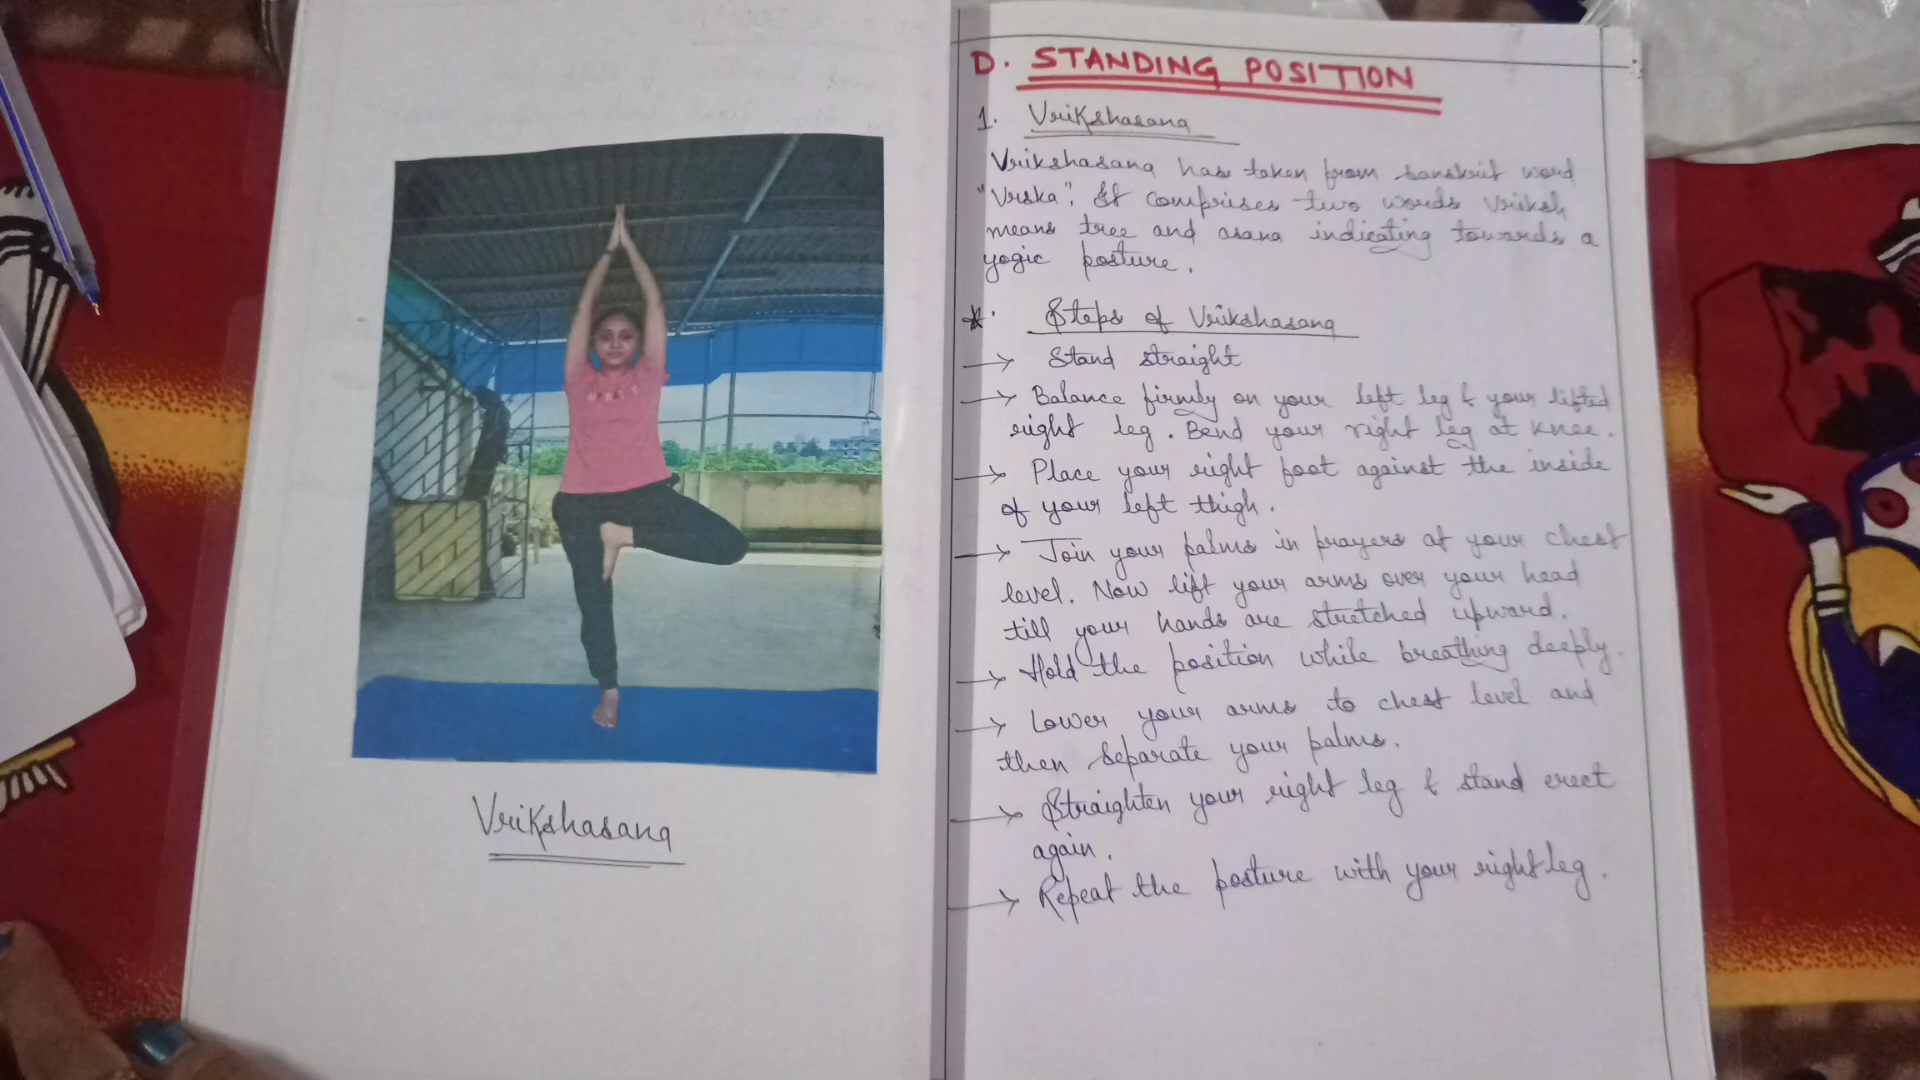 Vrikshasana
D. STANDING POSITION
1. Vrikshasana
Vrikshasana has taken from sanskrit word
"Vrska". It comprises two words Vriksh
means tree and asana indicating towards a
yogic posture.
* Steps of Vrikshasana
→ Stand straight
→ Balance firmly on your left leg & your lifted
right leg. Bend your right leg at knee.
→ Place your right foot against the inside
of your left thigh.
→ Join your palms in prayers at your chest
level. Now lift your arms over your head
till your hands are stretched upward.
→ Hold the position while breathing deeply.
→ Lower your arms to chest level and
then separate your palms.
→ Straighten your right leg & stand erect
again.
→ Repeat the posture with your right leg.